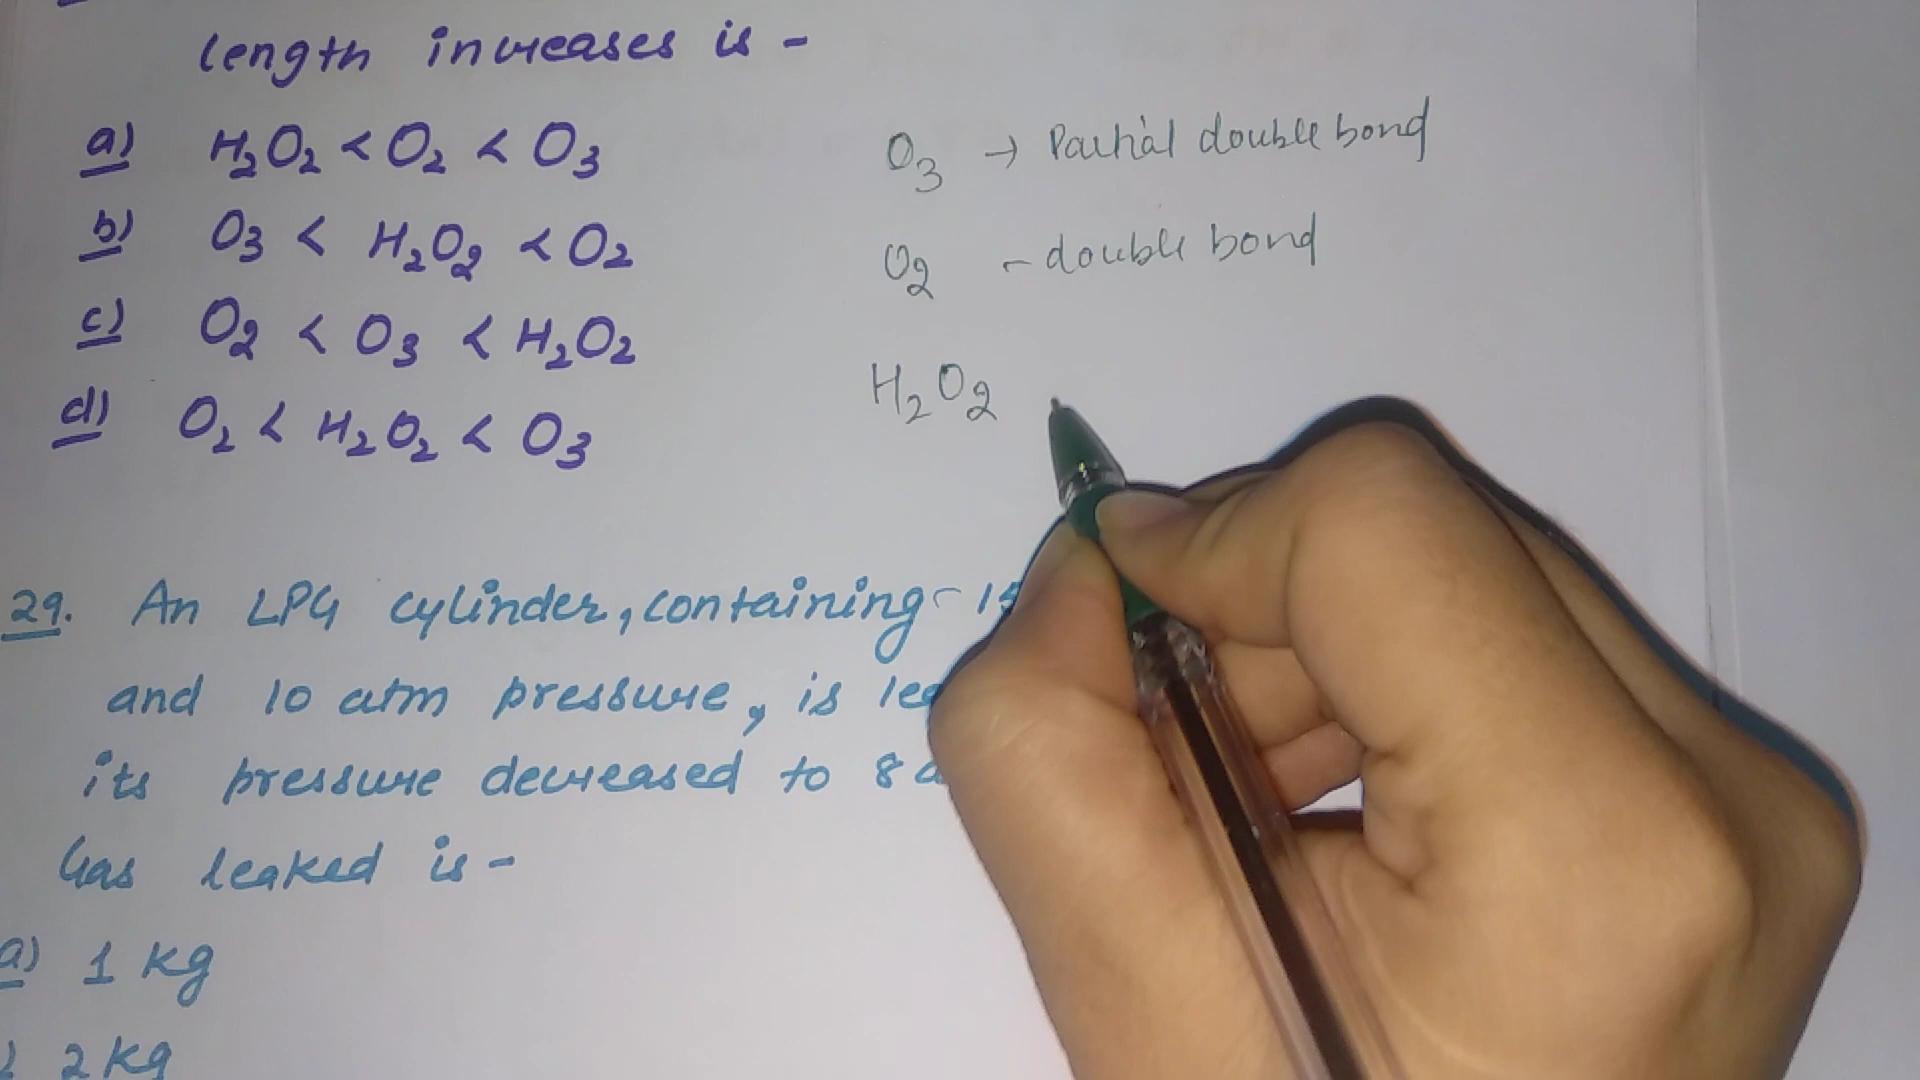 length increases is -
a) H₂O₂ < O₂ < O₃
b) O₃ < H₂O₂ < O₂
c) O₂ < O₃ < H₂O₂
d) O₂ < H₂O₂ < O₃
O₃ → Partial double bond
O₂ - double bond
H₂O₂
29. An LPG cylinder, containing
and 10 atm pressure, is
its pressure decreased to 8
Gas leaked is -
a) 1 kg
2 kg